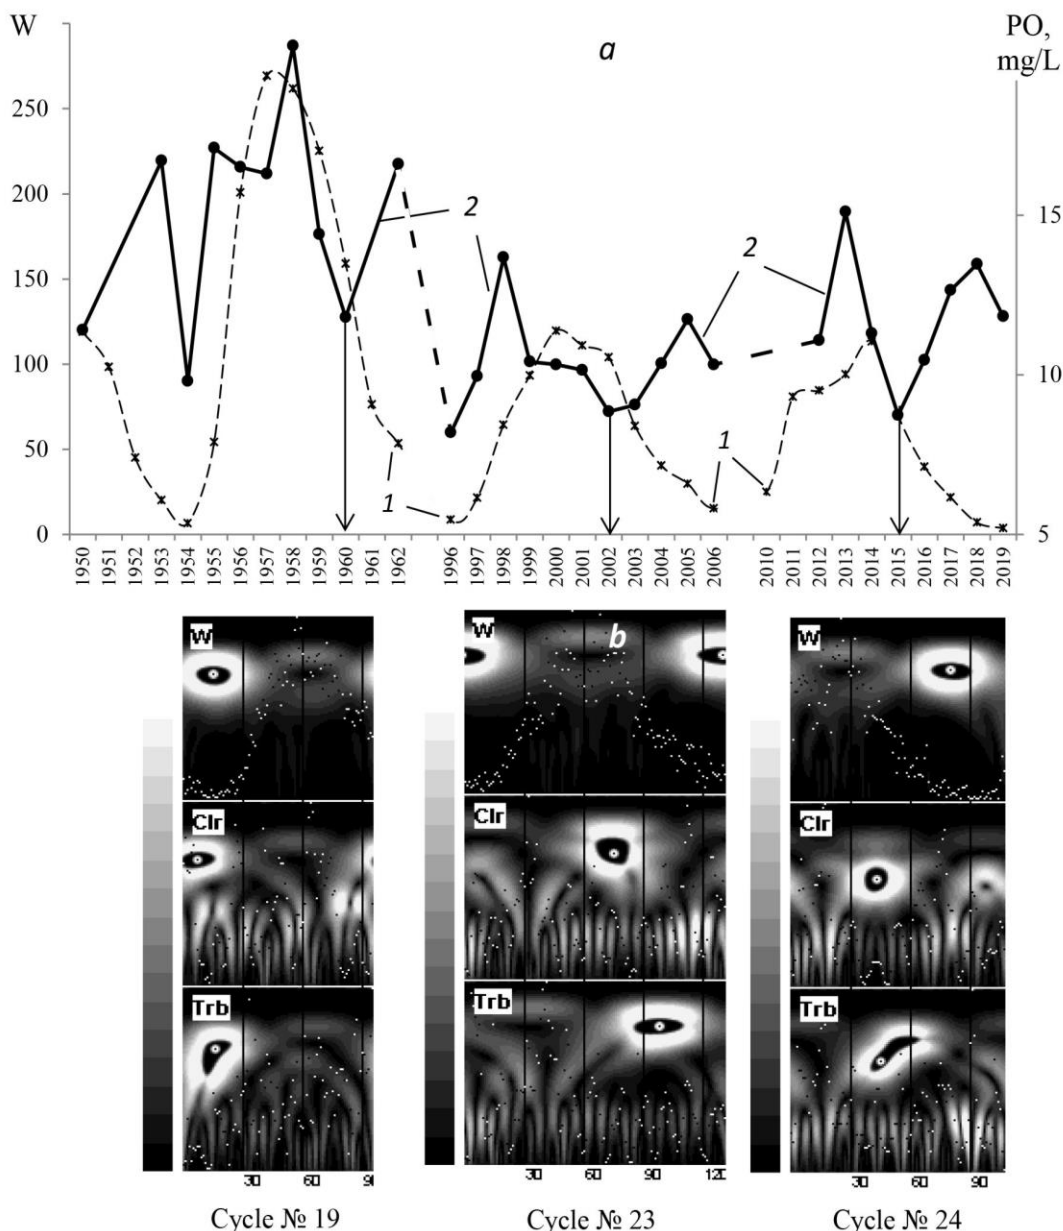 W
a
PO,
mg/L
250
200
150
100
50
0
15
10
5
2
2
1
1
1950
1951
1952
1953
1954
1955
1956
1957
1958
1959
1960
1961
1962
1996
1997
1998
1999
2000
2001
2002
2003
2004
2005
2006
2010
2011
2012
2013
2014
2015
2016
2017
2018
2019
W
W
b
W
Clr
Clr
Clr
Trb
Trb
Trb
30 60 90
30 60 90 120
30 60 90
Cycle № 19
Cycle № 23
Cycle № 24